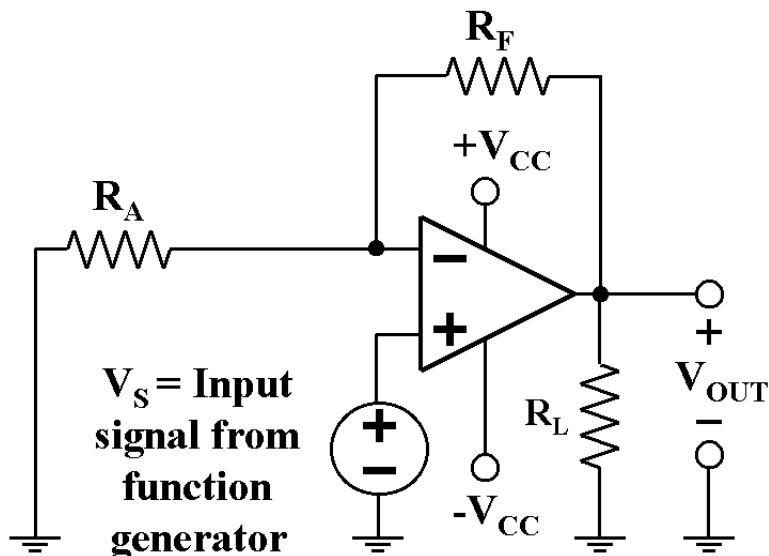 R_F
+V_CC
R_A
−
+
V_S = Input
signal from
function
generator
+
−
-V_CC
R_L
+
V_OUT
−